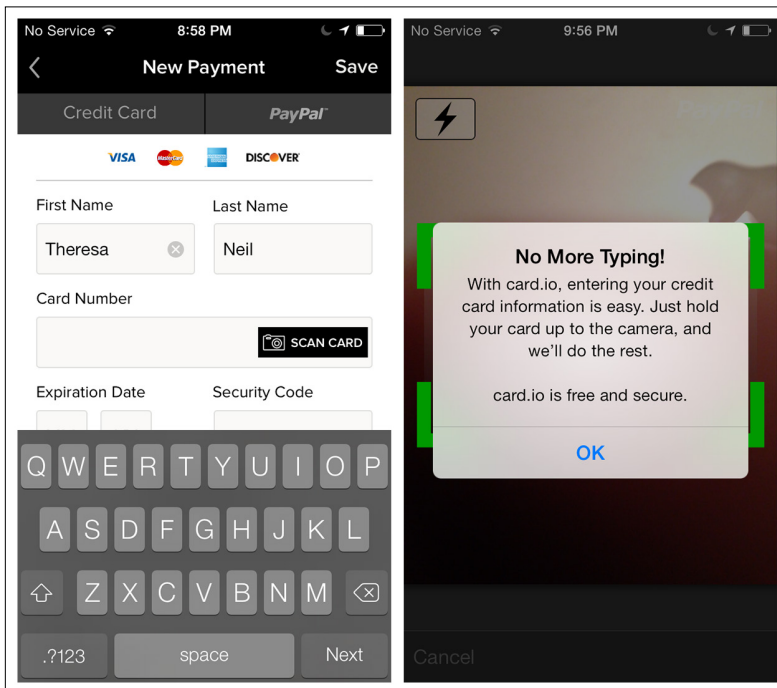 No Service 8:58 PM
New Payment Save
Credit Card PayPal
VISA MasterCard DISCOVER
First Name Last Name
Theresa Neil
Card Number
SCAN CARD
Expiration Date Security Code
Q W E R T Y U I O P
A S D F G H J K L
Z X C V B N M
.?123 space Next
No Service 9:56 PM
No More Typing!
With card.io, entering your credit
card information is easy. Just hold
your card up to the camera, and
we'll do the rest.
card.io is free and secure.
OK
Cancel